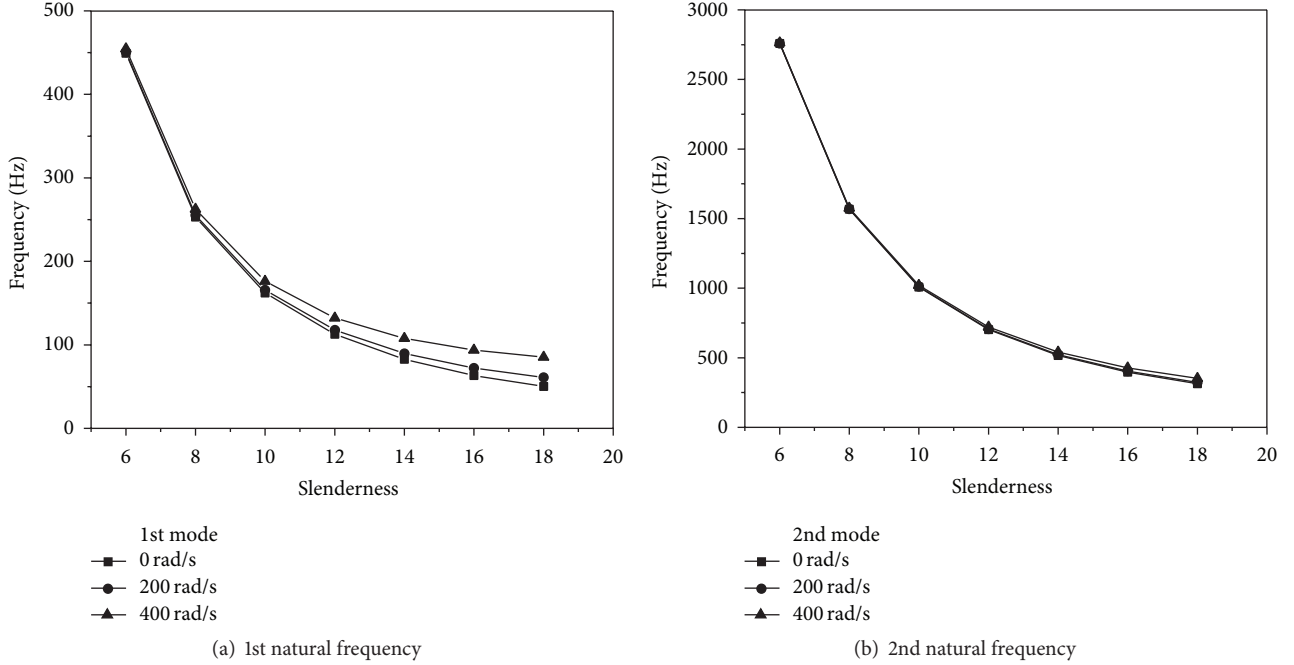 500
400
300
200
100
0
Frequency (Hz)
6 8 10 12 14 16 18 20
Slenderness
1st mode
0 rad/s
200 rad/s
400 rad/s
(a) 1st natural frequency
3000
2500
2000
1500
1000
500
0
Frequency (Hz)
6 8 10 12 14 16 18 20
Slenderness
2nd mode
0 rad/s
200 rad/s
400 rad/s
(b) 2nd natural frequency